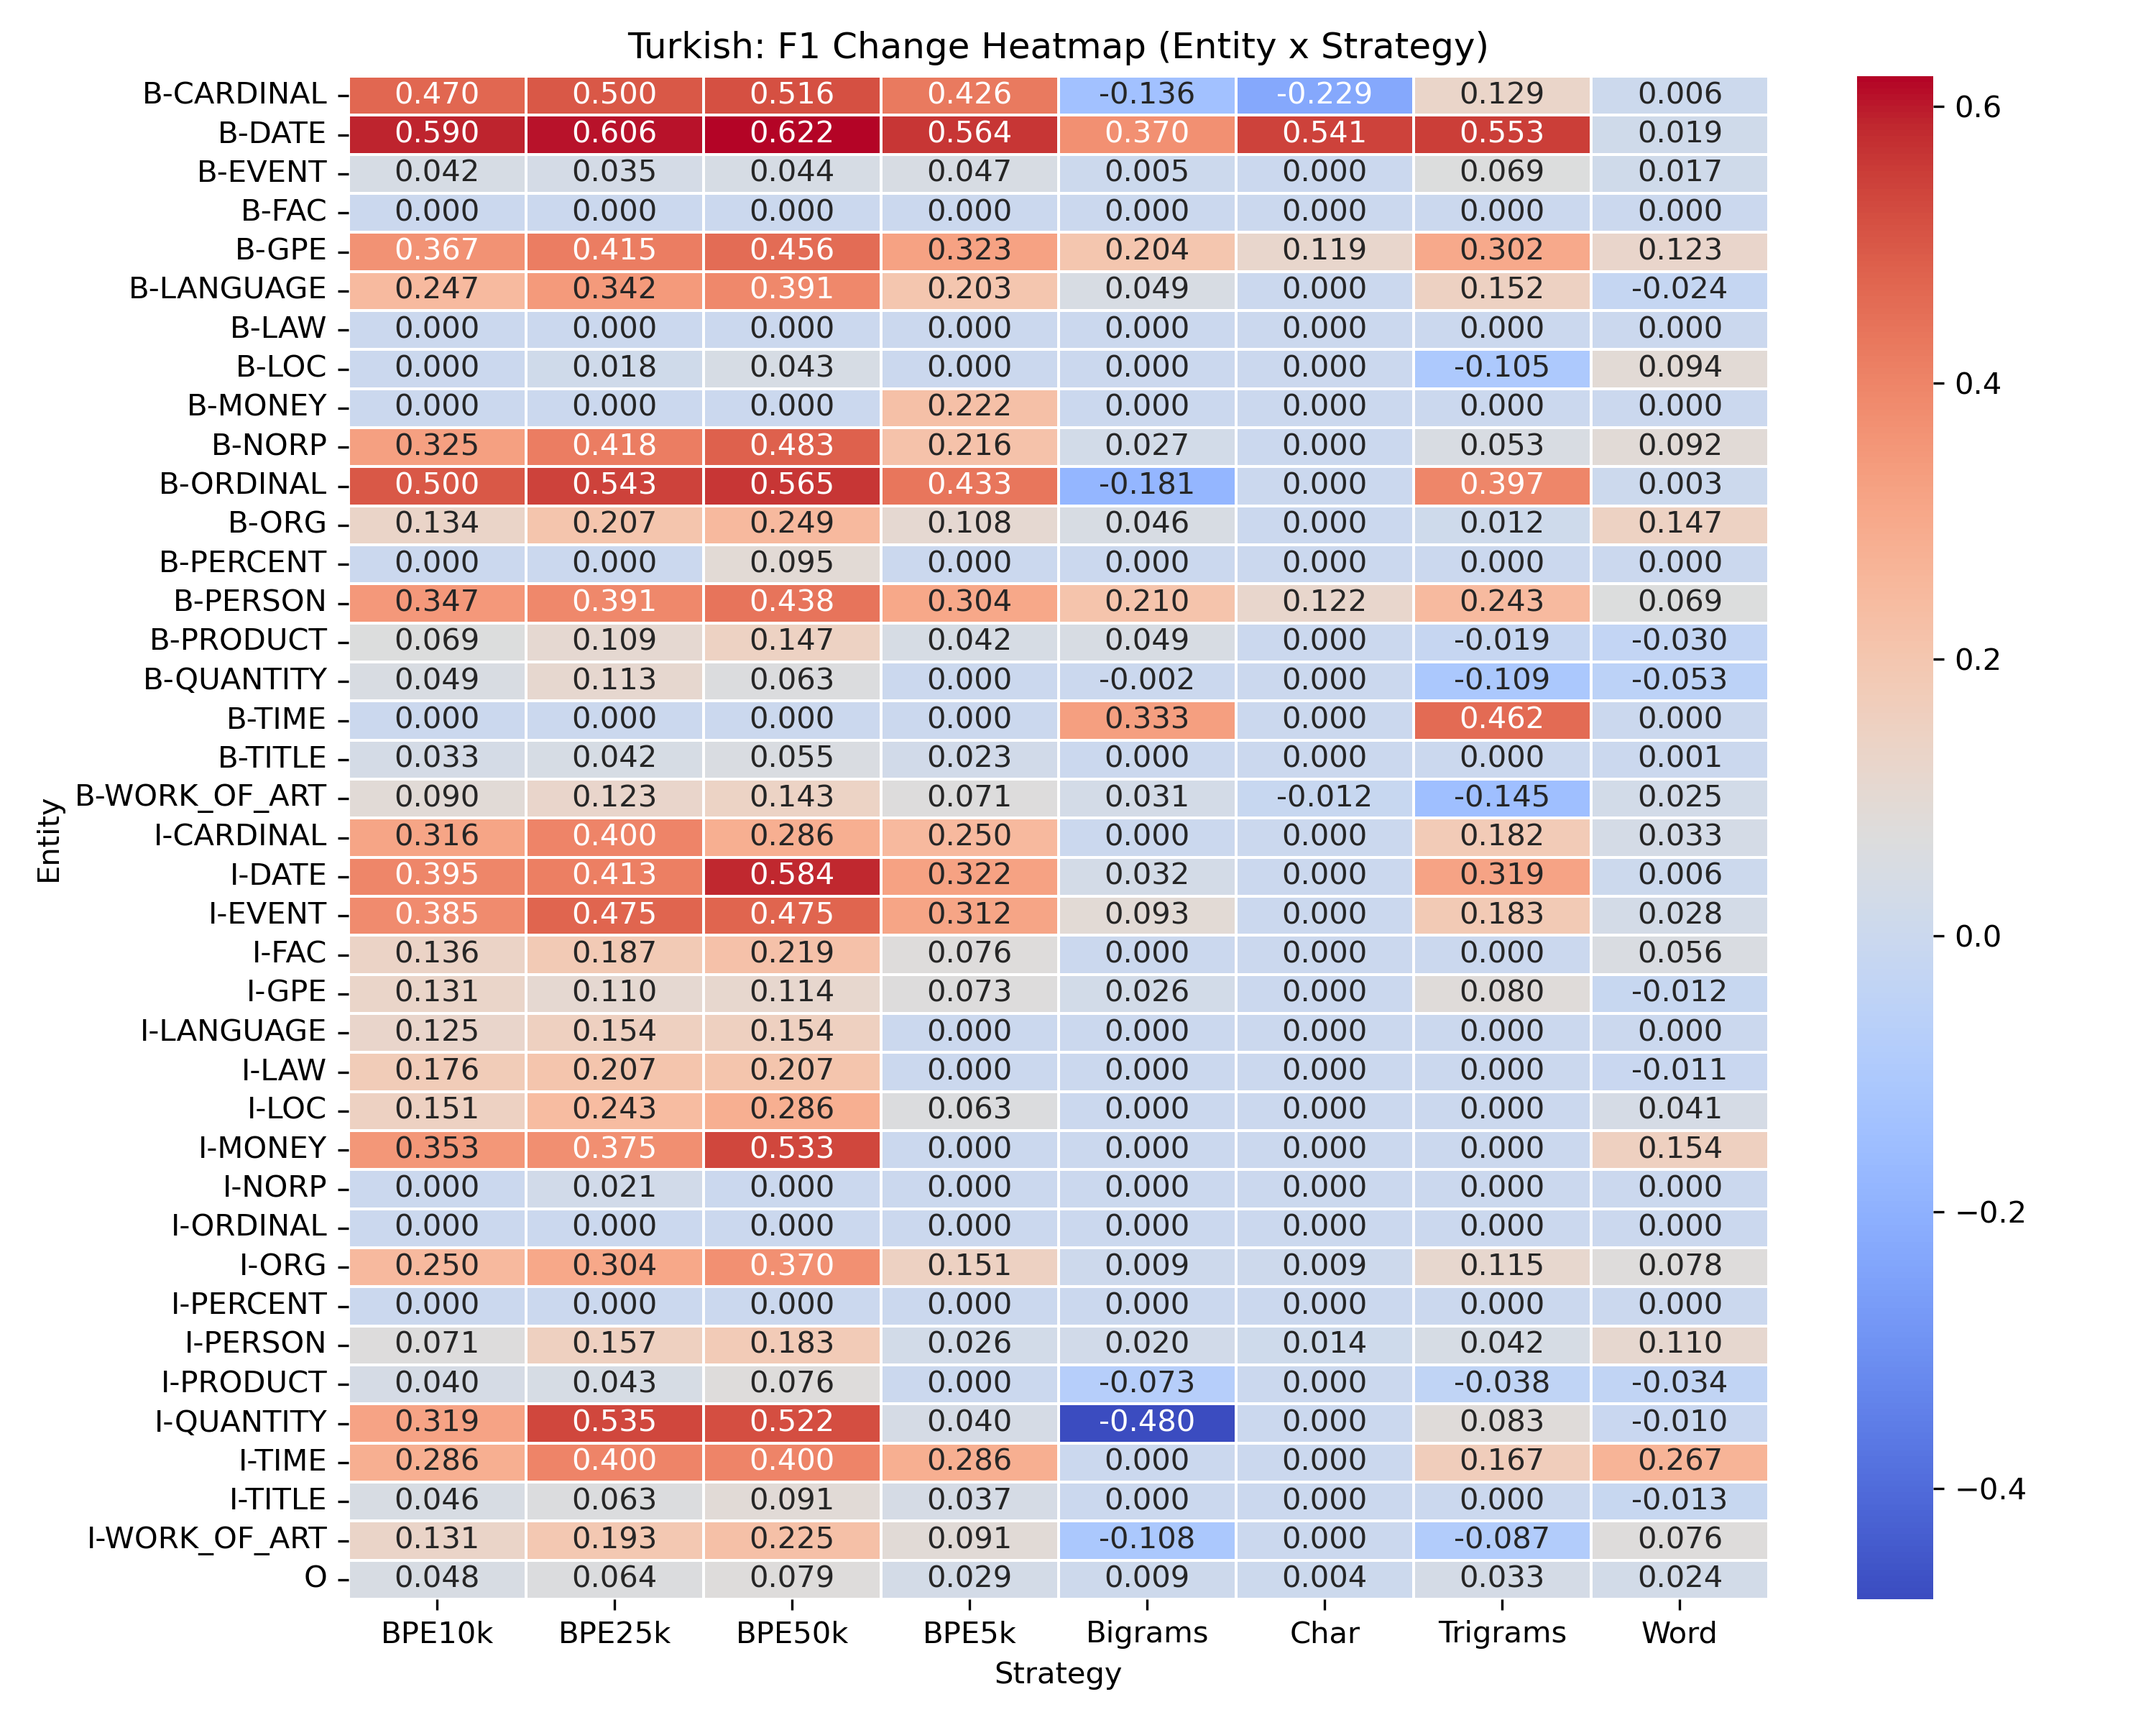 Turkish: F1 Change Heatmap (Entity x Strategy)
B-CARDINAL 0.470 0.500 0.516 0.426 -0.136 -0.229 0.129 0.006
B-DATE 0.590 0.606 0.622 0.564 0.370 0.541 0.553 0.019
B-EVENT 0.042 0.035 0.044 0.047 0.005 0.000 0.069 0.017
B-FAC 0.000 0.000 0.000 0.000 0.000 0.000 0.000 0.000
B-GPE 0.367 0.415 0.456 0.323 0.204 0.119 0.302 0.123
B-LANGUAGE 0.247 0.342 0.391 0.203 0.049 0.000 0.152 -0.024
B-LAW 0.000 0.000 0.000 0.000 0.000 0.000 0.000 0.000
B-LOC 0.000 0.018 0.043 0.000 0.000 0.000 -0.105 0.094
B-MONEY 0.000 0.000 0.000 0.222 0.000 0.000 0.000 0.000
B-NORP 0.325 0.418 0.483 0.216 0.027 0.000 0.053 0.092
B-ORDINAL 0.500 0.543 0.565 0.433 -0.181 0.000 0.397 0.003
B-ORG 0.134 0.207 0.249 0.108 0.046 0.000 0.012 0.147
B-PERCENT 0.000 0.000 0.095 0.000 0.000 0.000 0.000 0.000
B-PERSON 0.347 0.391 0.438 0.304 0.210 0.122 0.243 0.069
B-PRODUCT 0.069 0.109 0.147 0.042 0.049 0.000 -0.019 -0.030
B-QUANTITY 0.049 0.113 0.063 0.000 -0.002 0.000 -0.109 -0.053
B-TIME 0.000 0.000 0.000 0.000 0.333 0.000 0.462 0.000
B-TITLE 0.033 0.042 0.055 0.023 0.000 0.000 0.000 0.001
B-WORK_OF_ART 0.090 0.123 0.143 0.071 0.031 -0.012 -0.145 0.025
I-CARDINAL 0.316 0.400 0.286 0.250 0.000 0.000 0.182 0.033
I-DATE 0.395 0.413 0.584 0.322 0.032 0.000 0.319 0.006
I-EVENT 0.385 0.475 0.475 0.312 0.093 0.000 0.183 0.028
I-FAC 0.136 0.187 0.219 0.076 0.000 0.000 0.000 0.056
I-GPE 0.131 0.110 0.114 0.073 0.026 0.000 0.080 -0.012
I-LANGUAGE 0.125 0.154 0.154 0.000 0.000 0.000 0.000 0.000
I-LAW 0.176 0.207 0.207 0.000 0.000 0.000 0.000 -0.011
I-LOC 0.151 0.243 0.286 0.063 0.000 0.000 0.000 0.041
I-MONEY 0.353 0.375 0.533 0.000 0.000 0.000 0.000 0.154
I-NORP 0.000 0.021 0.000 0.000 0.000 0.000 0.000 0.000
I-ORDINAL 0.000 0.000 0.000 0.000 0.000 0.000 0.000 0.000
I-ORG 0.250 0.304 0.370 0.151 0.009 0.009 0.115 0.078
I-PERCENT 0.000 0.000 0.000 0.000 0.000 0.000 0.000 0.000
I-PERSON 0.071 0.157 0.183 0.026 0.020 0.014 0.042 0.110
I-PRODUCT 0.040 0.043 0.076 0.000 -0.073 0.000 -0.038 -0.034
I-QUANTITY 0.319 0.535 0.522 0.040 -0.480 0.000 0.083 -0.010
I-TIME 0.286 0.400 0.400 0.286 0.000 0.000 0.167 0.267
I-TITLE 0.046 0.063 0.091 0.037 0.000 0.000 0.000 -0.013
I-WORK_OF_ART 0.131 0.193 0.225 0.091 -0.108 0.000 -0.087 0.076
O 0.048 0.064 0.079 0.029 0.009 0.004 0.033 0.024
BPE10k BPE25k BPE50k BPE5k Bigrams Char Trigrams Word
Strategy
Entity
0.6
0.4
0.2
0.0
−0.2
−0.4